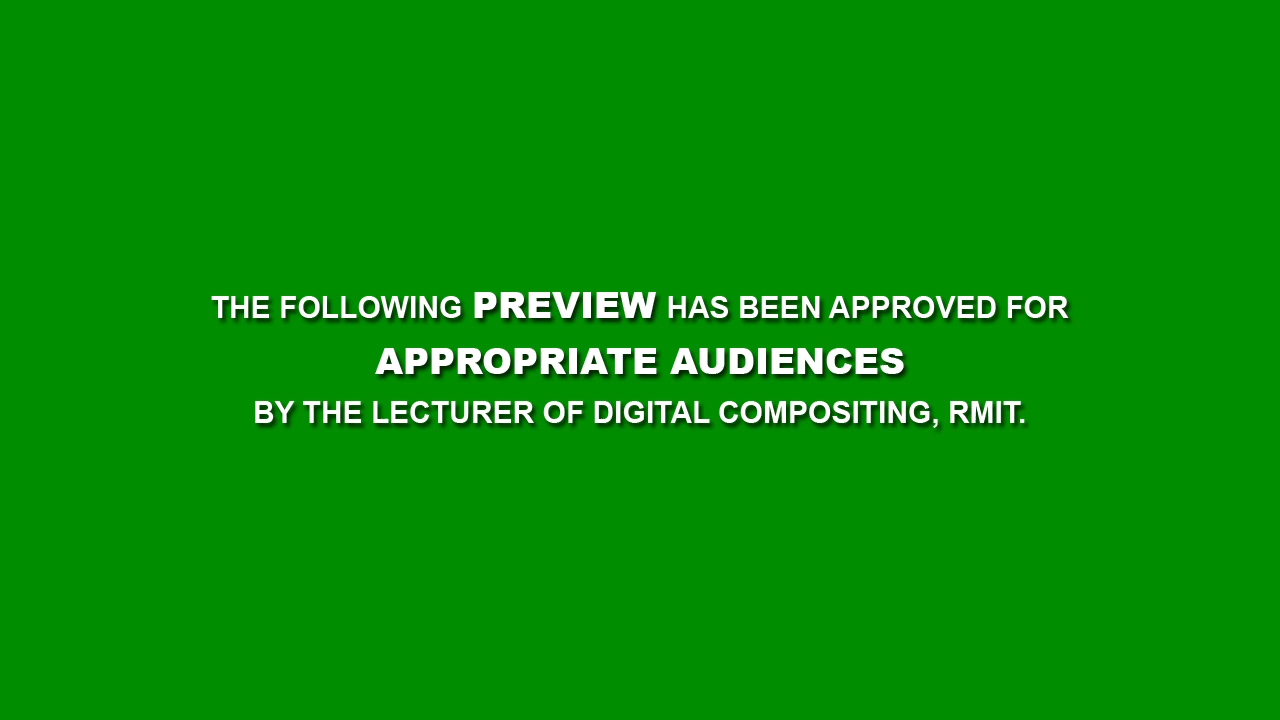 THE FOLLOWING PREVIEW HAS BEEN APPROVED FOR
APPROPRIATE AUDIENCES
BY THE LECTURER OF DIGITAL COMPOSITING, RMIT.